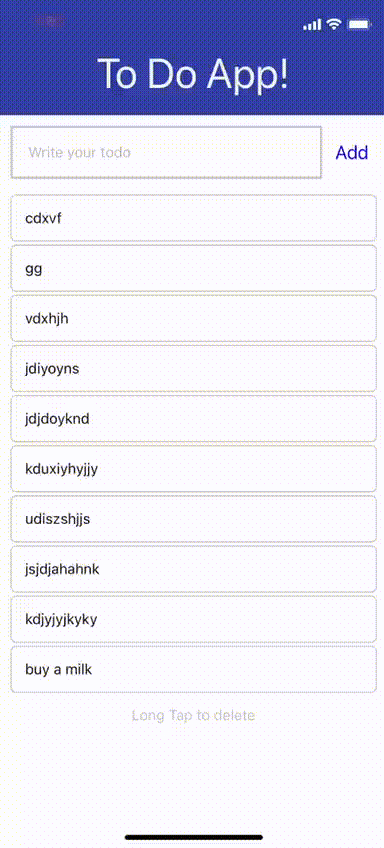 To Do App!
Write your todo
Add
cdxvf
gg
vdxhjh
jdiyoyns
jdjdoyknd
kduxiyhyjjy
udiszshjjs
jsjdjahahnk
kdjyjyjkyky
buy a milk
Long Tap to delete